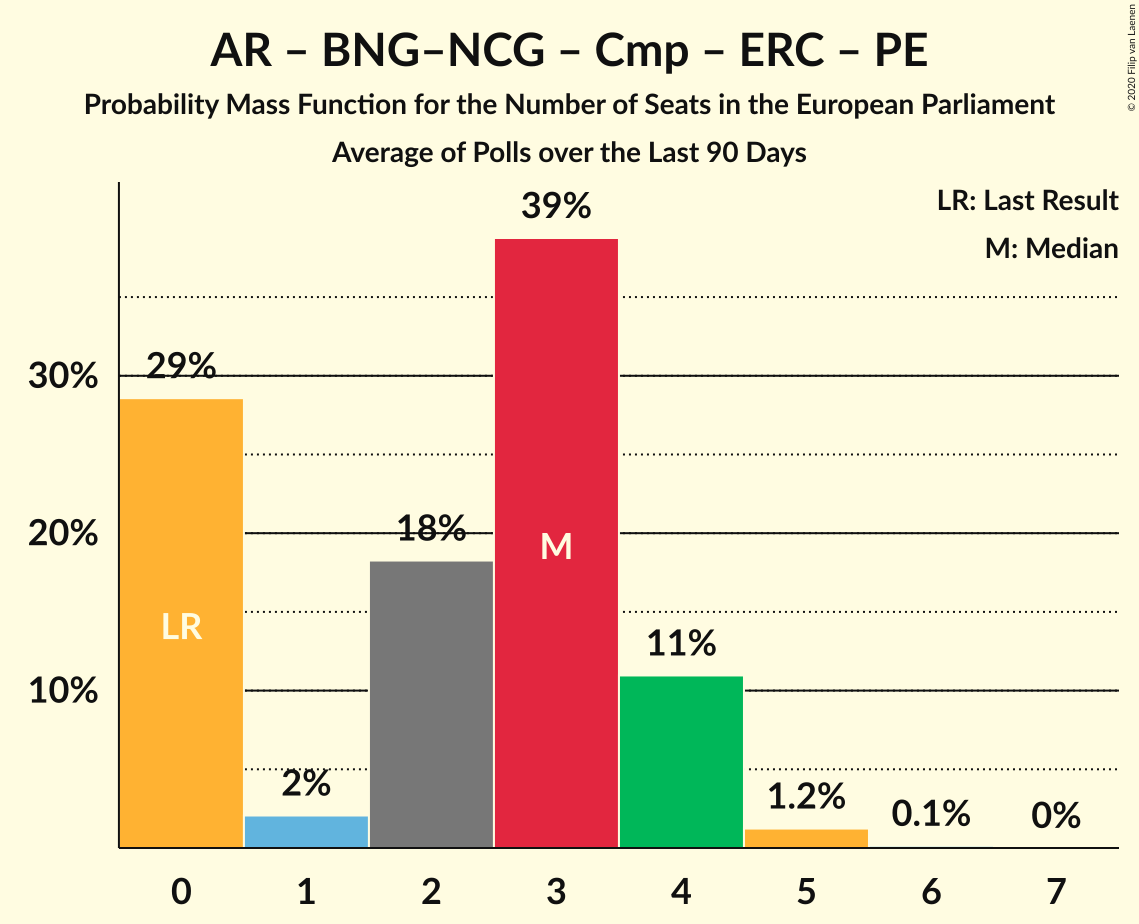 AR – BNG–NCG – Cmp – ERC – PE
Probability Mass Function for the Number of Seats in the European Parliament
Average of Polls over the Last 90 Days
© 2020 Filip van Laenen
LR: Last Result
M: Median
39%
29%
30%
18%
20%
M
LR
11%
10%
2%
1.2%
0.1%
0%
0 1 2 3 4 5 6 7